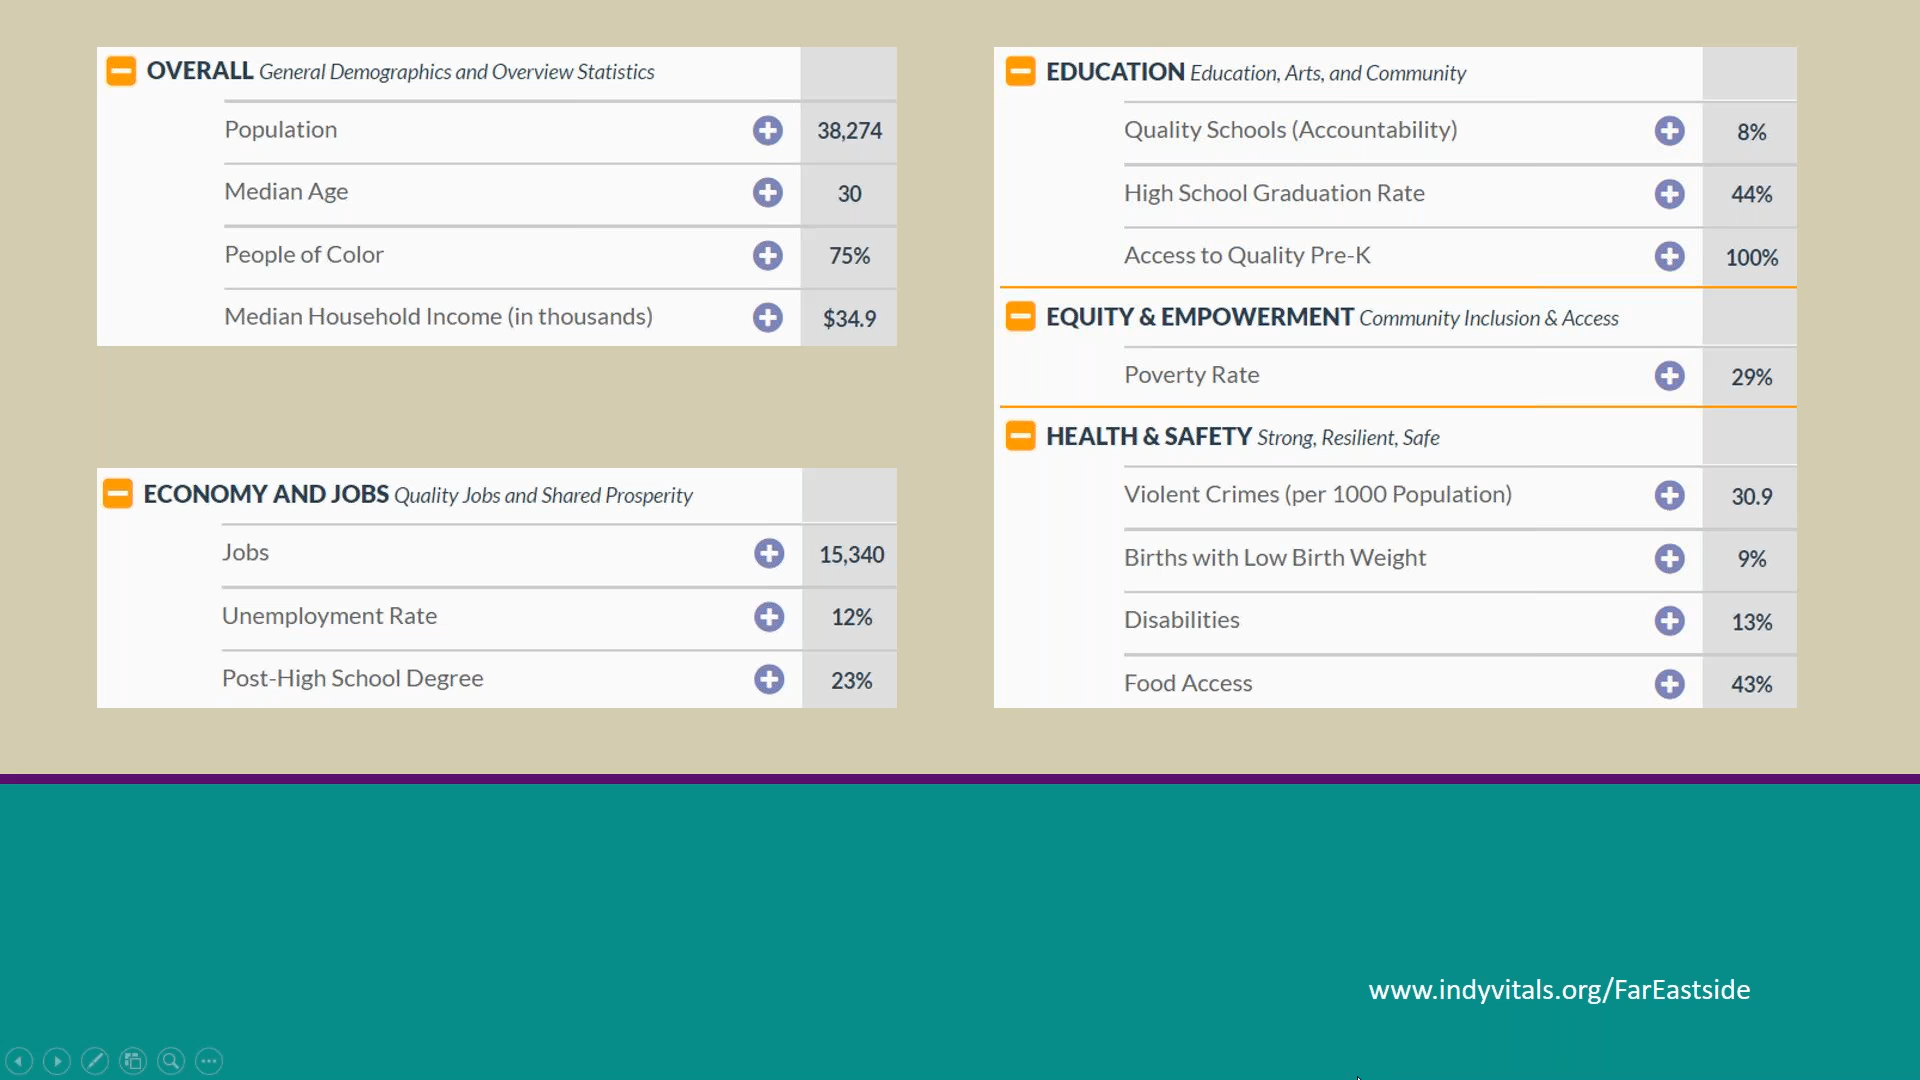 OVERALL General Demographics and Overview Statistics
Population 38,274
Median Age 30
People of Color 75%
Median Household Income (in thousands) $34.9
ECONOMY AND JOBS Quality Jobs and Shared Prosperity
Jobs 15,340
Unemployment Rate 12%
Post-High School Degree 23%
EDUCATION Education, Arts, and Community
Quality Schools (Accountability) 8%
High School Graduation Rate 44%
Access to Quality Pre-K 100%
EQUITY & EMPOWERMENT Community Inclusion & Access
Poverty Rate 29%
HEALTH & SAFETY Strong, Resilient, Safe
Violent Crimes (per 1000 Population) 30.9
Births with Low Birth Weight 9%
Disabilities 13%
Food Access 43%
www.indyvitals.org/FarEastside